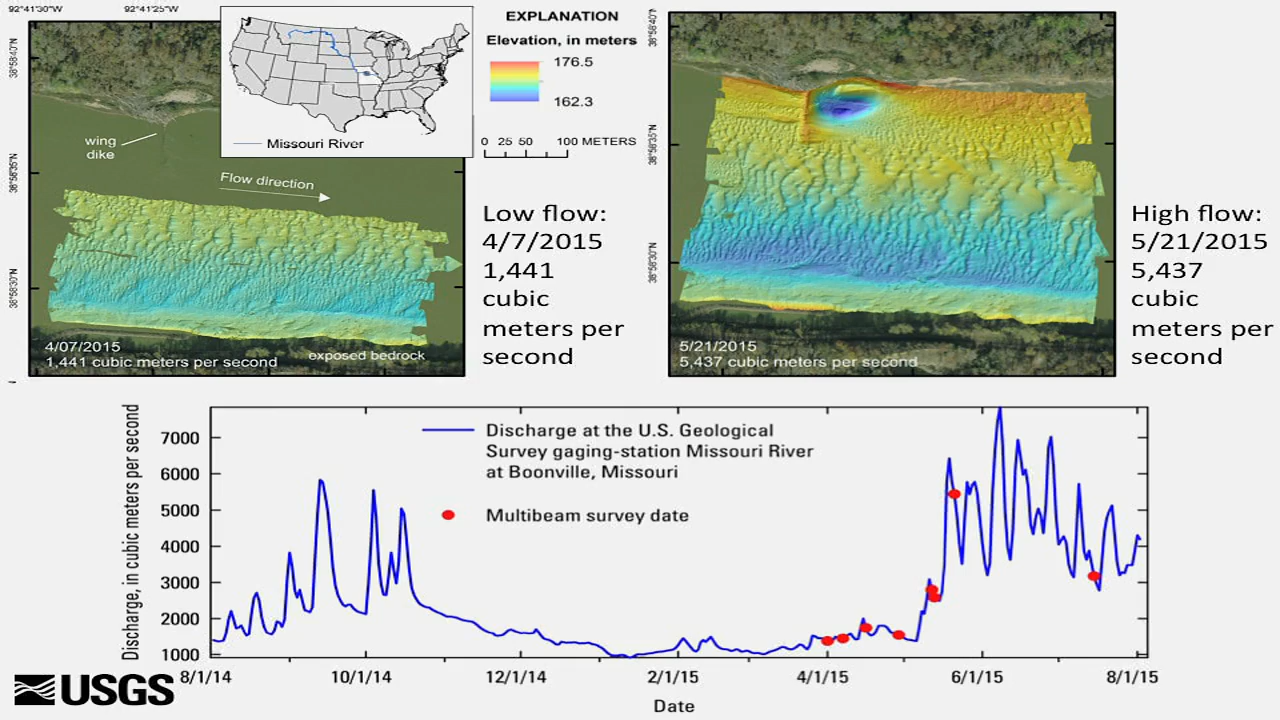 92°41'30"W
92°41'25"W
38°58'40"N
38°58'35"N
38°58'30"N
wing
dike
Flow direction
Missouri River
4/07/2015
1,441 cubic meters per second
exposed bedrock
EXPLANATION
Elevation, in meters
176.5
162.3
0 25 50 100 METERS
Low flow:
4/7/2015
1,441
cubic
meters per
second
38°58'40"N
38°58'35"N
38°58'30"N
5/21/2015
5,437 cubic meters per second
High flow:
5/21/2015
5,437
cubic
meters per
second
Discharge, in cubic meters per second
7000
6000
5000
4000
3000
2000
1000
Discharge at the U.S. Geological
Survey gaging-station Missouri River
at Boonville, Missouri
Multibeam survey date
8/1/14
10/1/14
12/1/14
2/1/15
4/1/15
6/1/15
8/1/15
Date
USGS